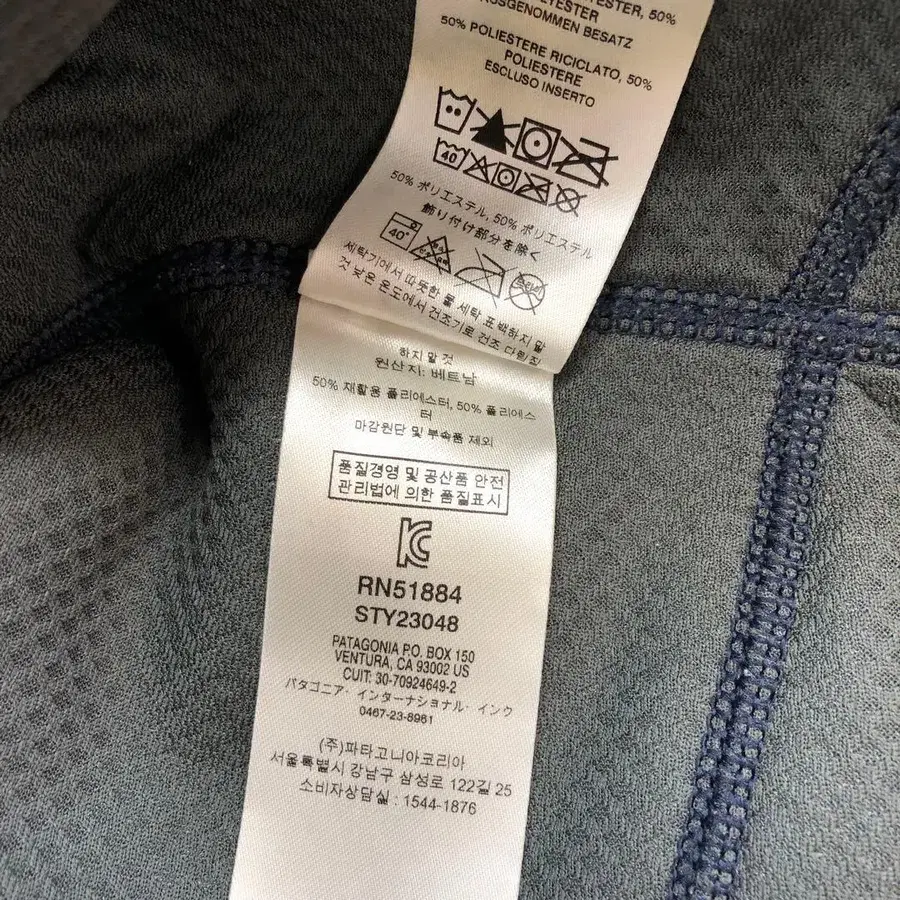 POLYESTER, 50%
POLYESTER
AUSGENOMMEN BESATZ
50% POLIESTERE RICICLATO, 50%
POLIESTERE
ESCLUSO INSERTO
40
50% ポリエステル, 50% ポリエステル
飾り付け部分を除く
40°
세탁기에서 따뜻한 물 세탁 표백하지 말
것 낮은 온도에서 건조기로 건조 다림질
하지 말 것
원산지: 베트남
50% 재활용 폴리에스터, 50% 폴리에스
터
마감원단 및 부속품 제외
품질경영 및 공산품 안전
관리법에 의한 품질표시
RN51884
STY23048
PATAGONIA P.O. BOX 150
VENTURA, CA 93002 US
CUIT: 30-70924649-2
パタゴニア・インターナショナル・インク
0467-23-8961
(주)파타고니아코리아
서울특별시 강남구 삼성로 122길 25
소비자상담실 : 1544-1876